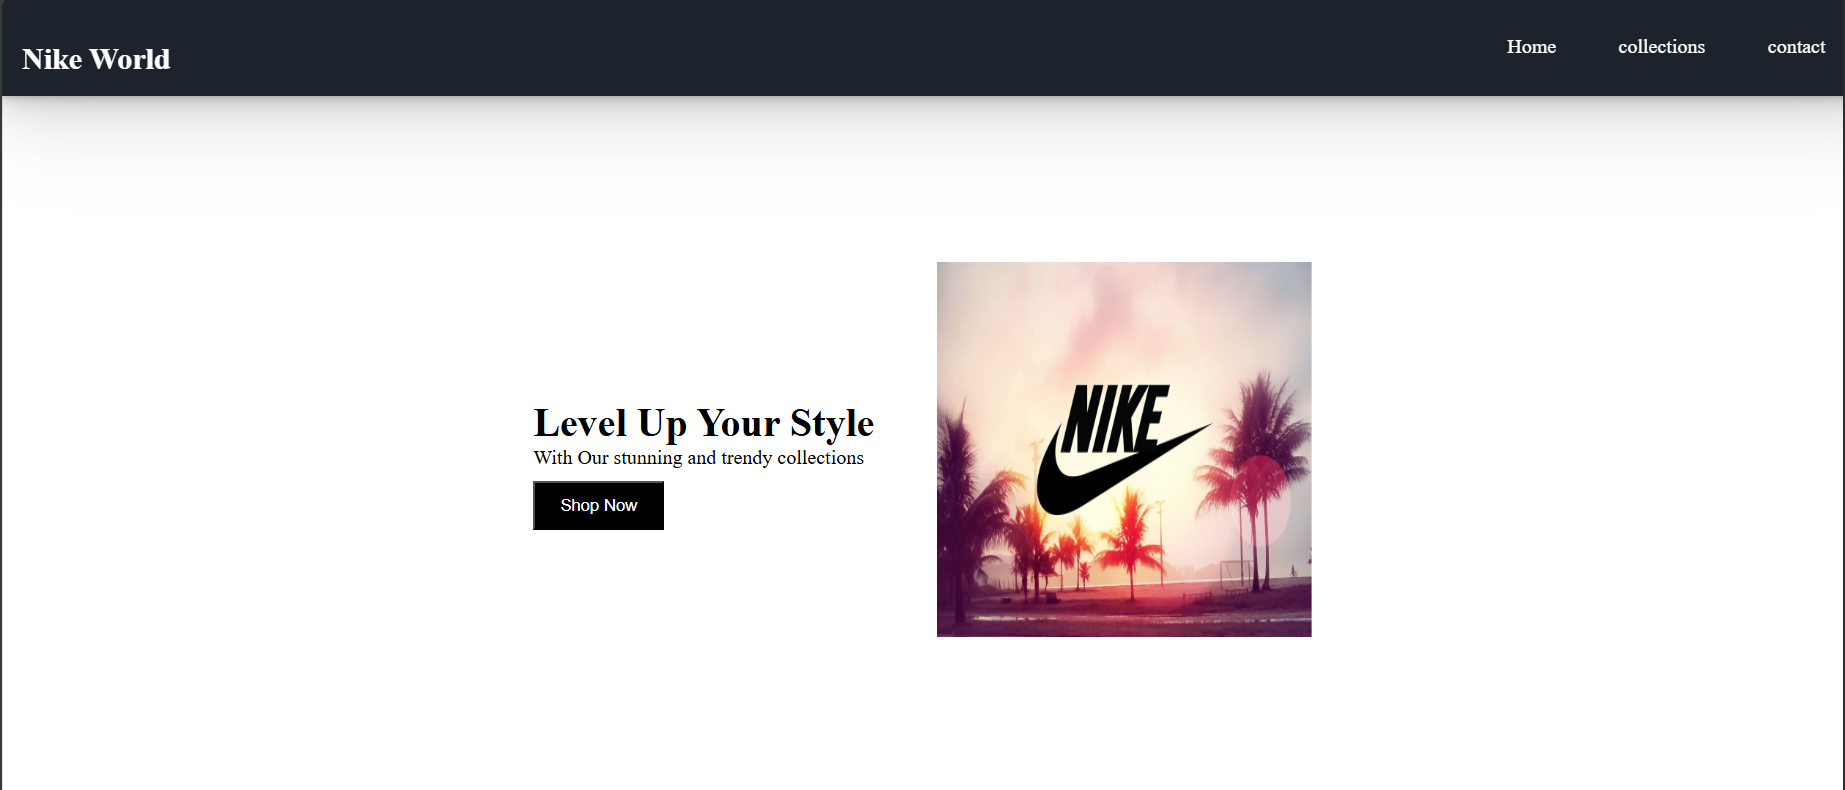 Nike World
Home collections contact
Level Up Your Style
With Our stunning and trendy collections
Shop Now
NIKE